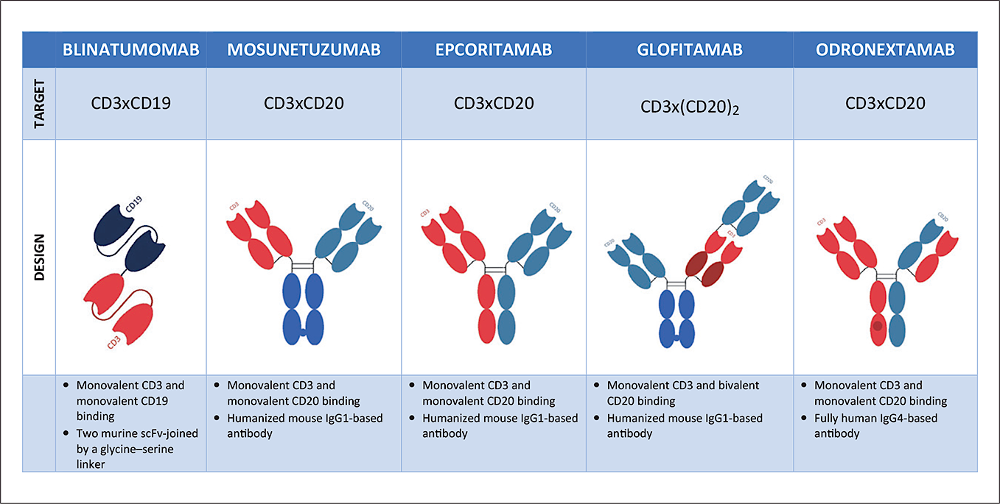 BLINATUMOMAB MOSUNETUZUMAB EPCORITAMAB GLOFITAMAB ODRONEXTAMAB
TARGET
CD3xCD19 CD3xCD20 CD3xCD20 CD3x(CD20)₂ CD3xCD20
DESIGN
CD19
CD3
CD3
CD20
CD3
CD20
CD20
CD3
CD20
CD3
CD20
• Monovalent CD3 and
monovalent CD19
binding
• Two murine scFv-joined
by a glycine–serine
linker
• Monovalent CD3 and
monovalent CD20 binding
• Humanized mouse IgG1-based
antibody
• Monovalent CD3 and
monovalent CD20 binding
• Humanized mouse IgG1-based
antibody
• Monovalent CD3 and bivalent
CD20 binding
• Humanized mouse IgG1-based
antibody
• Monovalent CD3 and
monovalent CD20 binding
• Fully human IgG4-based
antibody